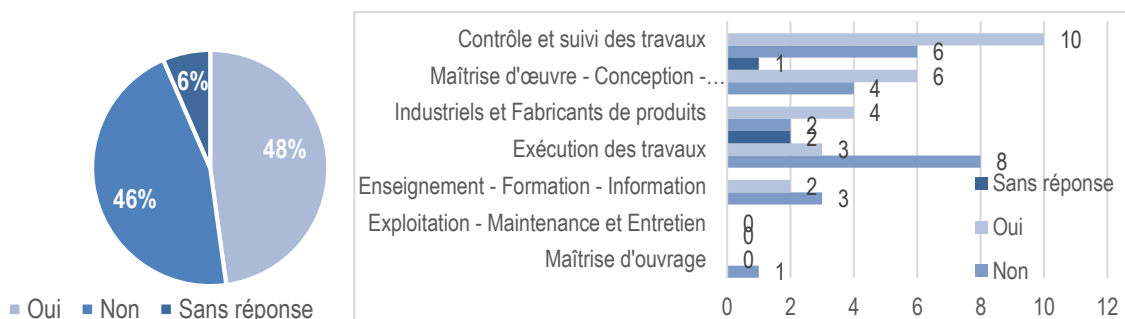 6%
48%
46%
Oui Non Sans réponse
Contrôle et suivi des travaux
10
6
1
Maîtrise d'œuvre - Conception -…
6
4
Industriels et Fabricants de produits
4
2
2
Exécution des travaux
3
8
Enseignement - Formation - Information
2
3
Exploitation - Maintenance et Entretien
0
0
Maîtrise d'ouvrage
0
1
Sans réponse
Oui
Non
0 2 4 6 8 10 12